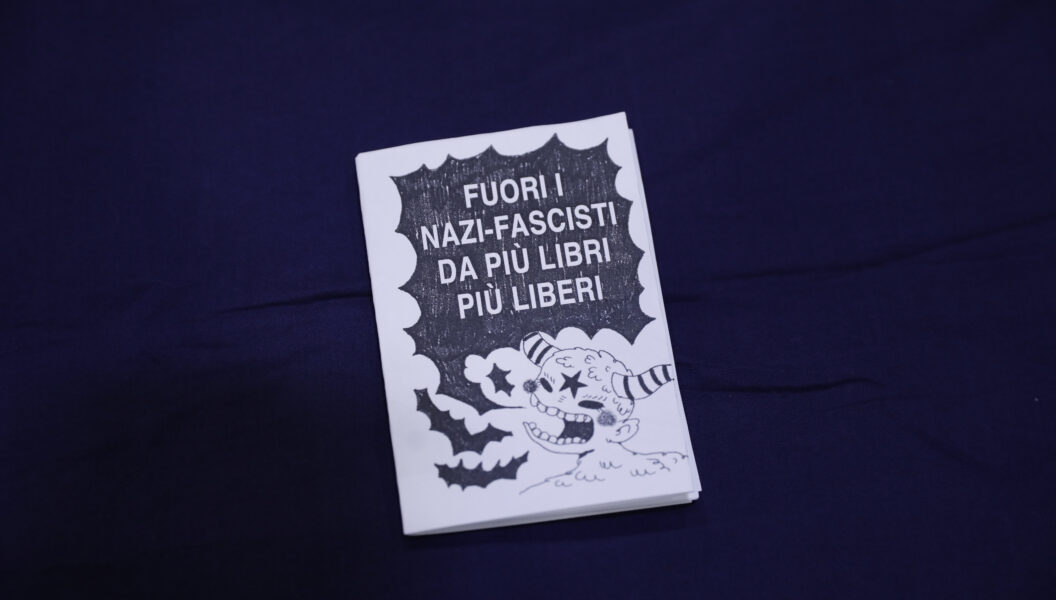 FUORI I
NAZI-FASCISTI
DA PIÙ LIBRI
PIÙ LIBERI